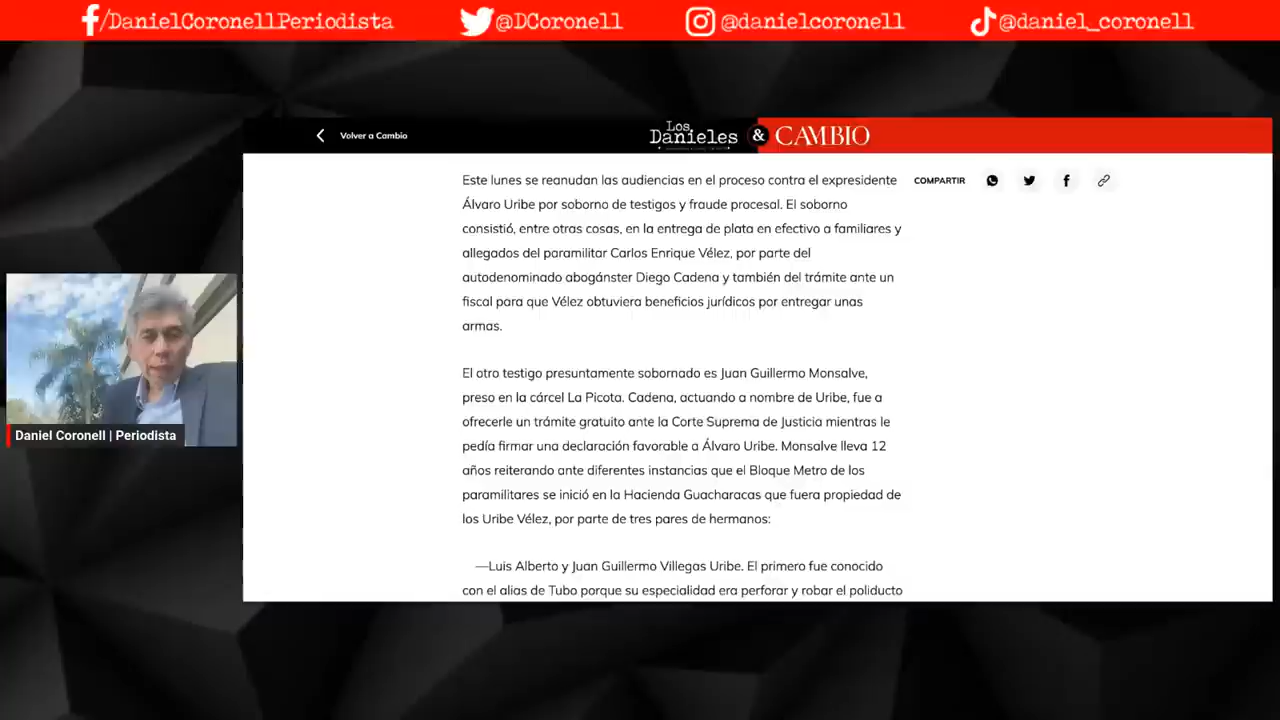 /DanielCoronellPeriodista
@DCoronell
@danielcoronell
@daniel_coronell
Volver a Cambio
Los Danieles & CAMBIO
Este lunes se reanudan las audiencias en el proceso contra el expresidente
Álvaro Uribe por soborno de testigos y fraude procesal. El soborno
consistió, entre otras cosas, en la entrega de plata en efectivo a familiares y
allegados del paramilitar Carlos Enrique Vélez, por parte del
autodenominado abogánster Diego Cadena y también del trámite ante un
fiscal para que Vélez obtuviera beneficios jurídicos por entregar unas
armas.
COMPARTIR
El otro testigo presuntamente sobornado es Juan Guillermo Monsalve,
preso en la cárcel La Picota. Cadena, actuando a nombre de Uribe, fue a
ofrecerle un trámite gratuito ante la Corte Suprema de Justicia mientras le
pedía firmar una declaración favorable a Álvaro Uribe. Monsalve lleva 12
años reiterando ante diferentes instancias que el Bloque Metro de los
paramilitares se inició en la Hacienda Guacharacas que fuera propiedad de
los Uribe Vélez, por parte de tres pares de hermanos:
—Luis Alberto y Juan Guillermo Villegas Uribe. El primero fue conocido
con el alias de Tubo porque su especialidad era perforar y robar el poliducto
Daniel Coronell | Periodista